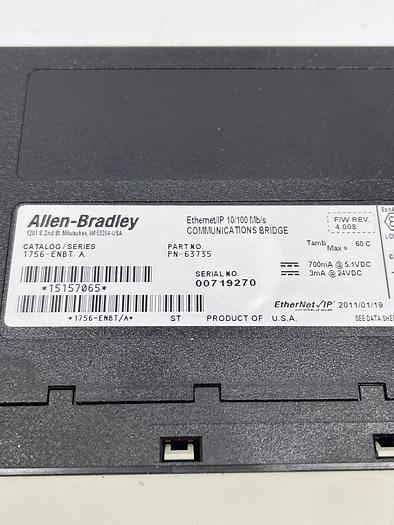 Allen-Bradley
1201 S. 2nd St. Milwaukee, WI 53204-USA
Ethernet/IP 10/100 Mb/s
COMMUNICATIONS BRIDGE
F/W REV.
4.008
CATALOG / SERIES
1756-ENBT A
PART NO.
PN-63735
Tamb Max = 60 C
SERIAL NO.
00719270
700mA @ 5.1VDC
3mA @ 24VDC
*15157065*
EtherNet/IP 2011/01/19
*1756-ENBT/A*
ST
PRODUCT OF U.S.A.
SEE DATA SHE